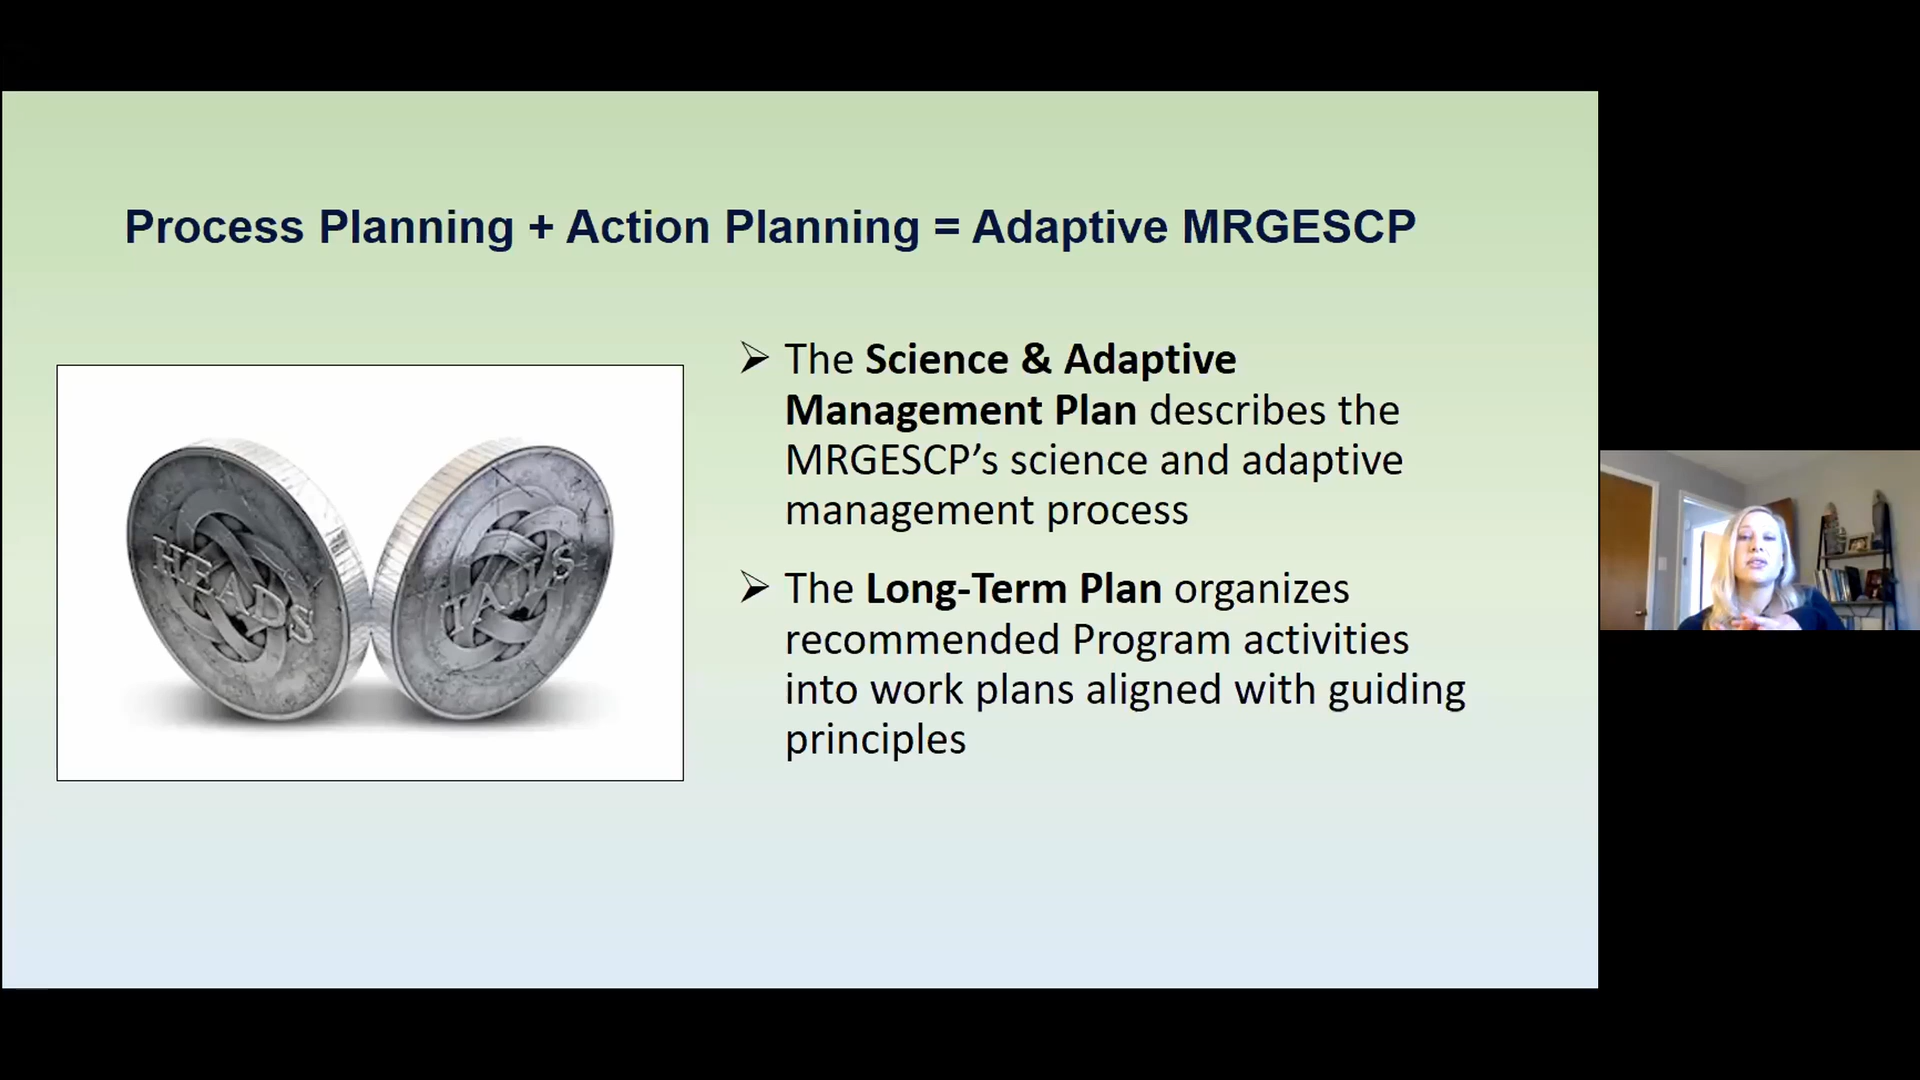 Process Planning + Action Planning = Adaptive MRGESCP
➢ The Science & Adaptive
Management Plan describes the
MRGESCP’s science and adaptive
management process
➢ The Long-Term Plan organizes
recommended Program activities
into work plans aligned with guiding
principles
HEADS
TAILS